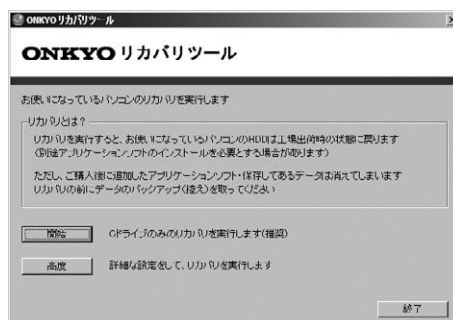 ONKYO リカバリツール
ONKYO リカバリツール
お使いになっているパソコンのリカバリを実行します
リカバリとは？
リカバリを実行すると、お使いになっているパソコンのHDDは工場出荷時の状態に戻ります
(別途アプリケーションソフトのインストールを必要とする場合があります)
ただし、ご購入後に追加したアプリケーションソフト・保存してあるデータは消えてしまいます
リカバリの前にデータのバックアップ(控え)を取ってください
開始 Cドライブのみのリカバリを実行します(推奨)
高度 詳細な設定をして、リカバリを実行します
終了